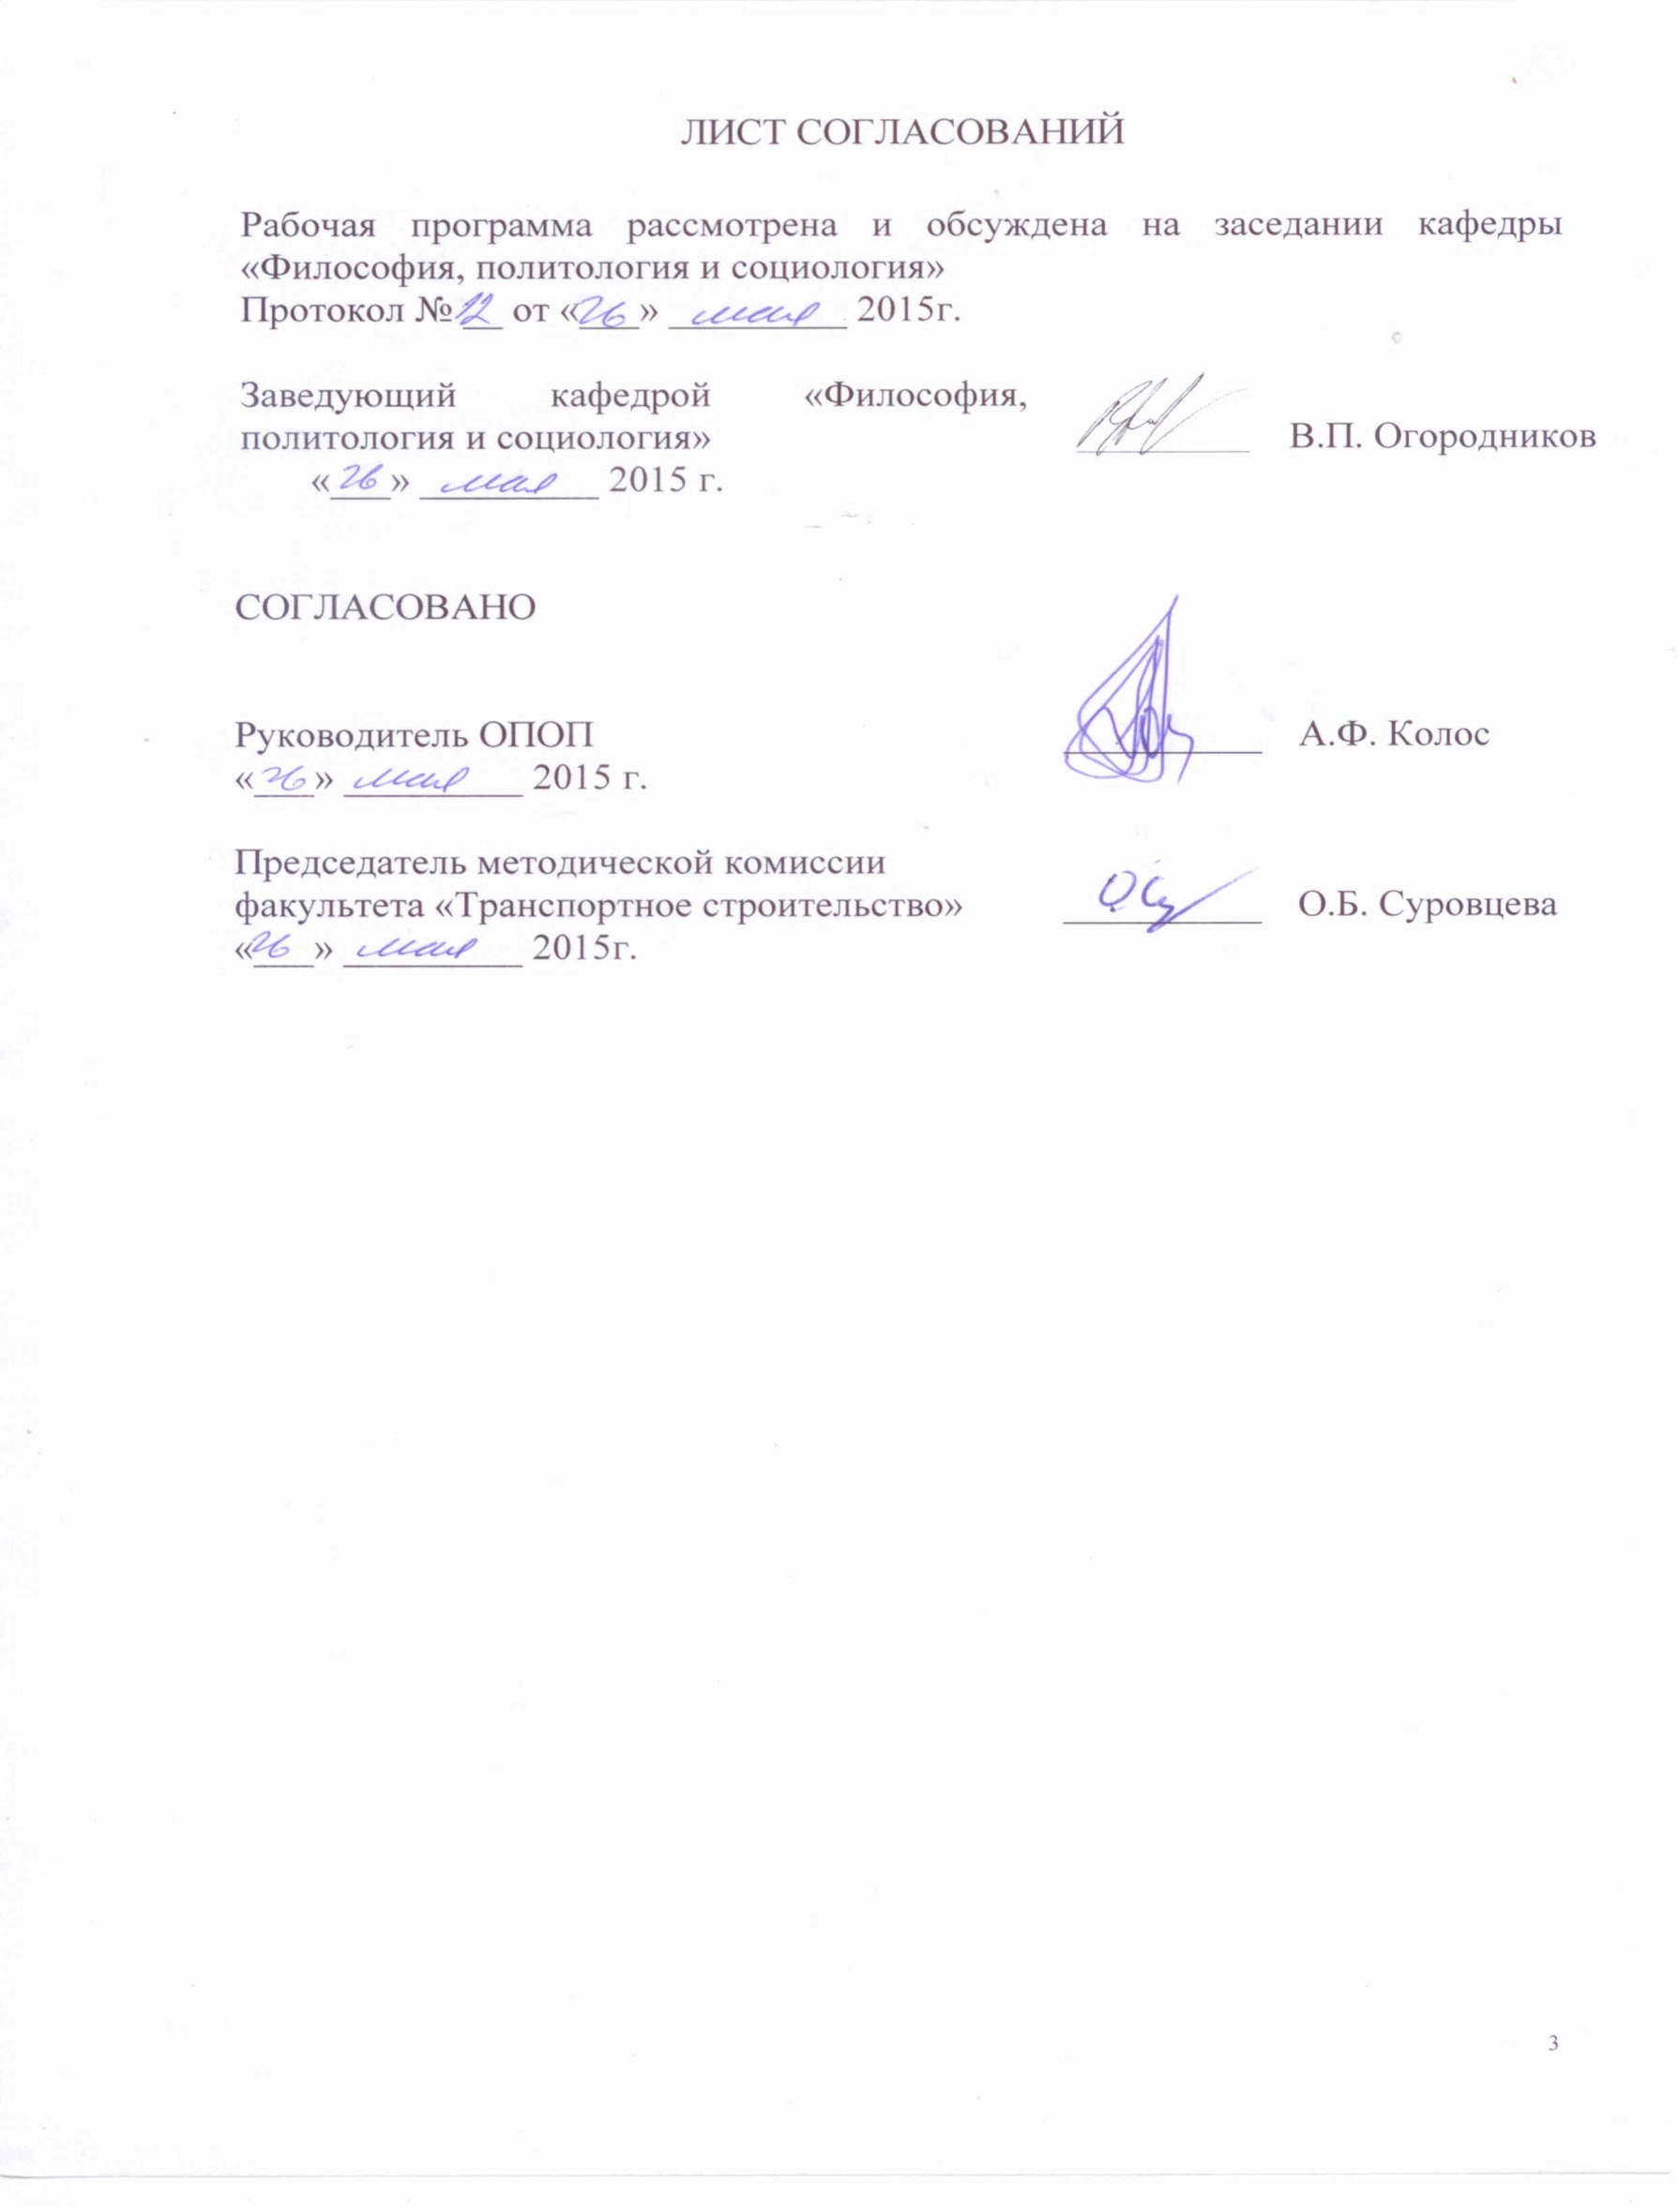 ЛИСТ СОГЛАСОВАНИЙ
Рабочая программа рассмотрена и обсуждена на заседании кафедры
«Философия, политология и социология»
Протокол № 12 от «26» мая 2015г.
Заведующий кафедрой «Философия,
политология и социология» В.П. Огородников
«26» мая 2015 г.
СОГЛАСОВАНО
Руководитель ОПОП А.Ф. Колос
«26» мая 2015 г.
Председатель методической комиссии
факультета «Транспортное строительство» О.Б. Суровцева
«26» мая 2015г.
3